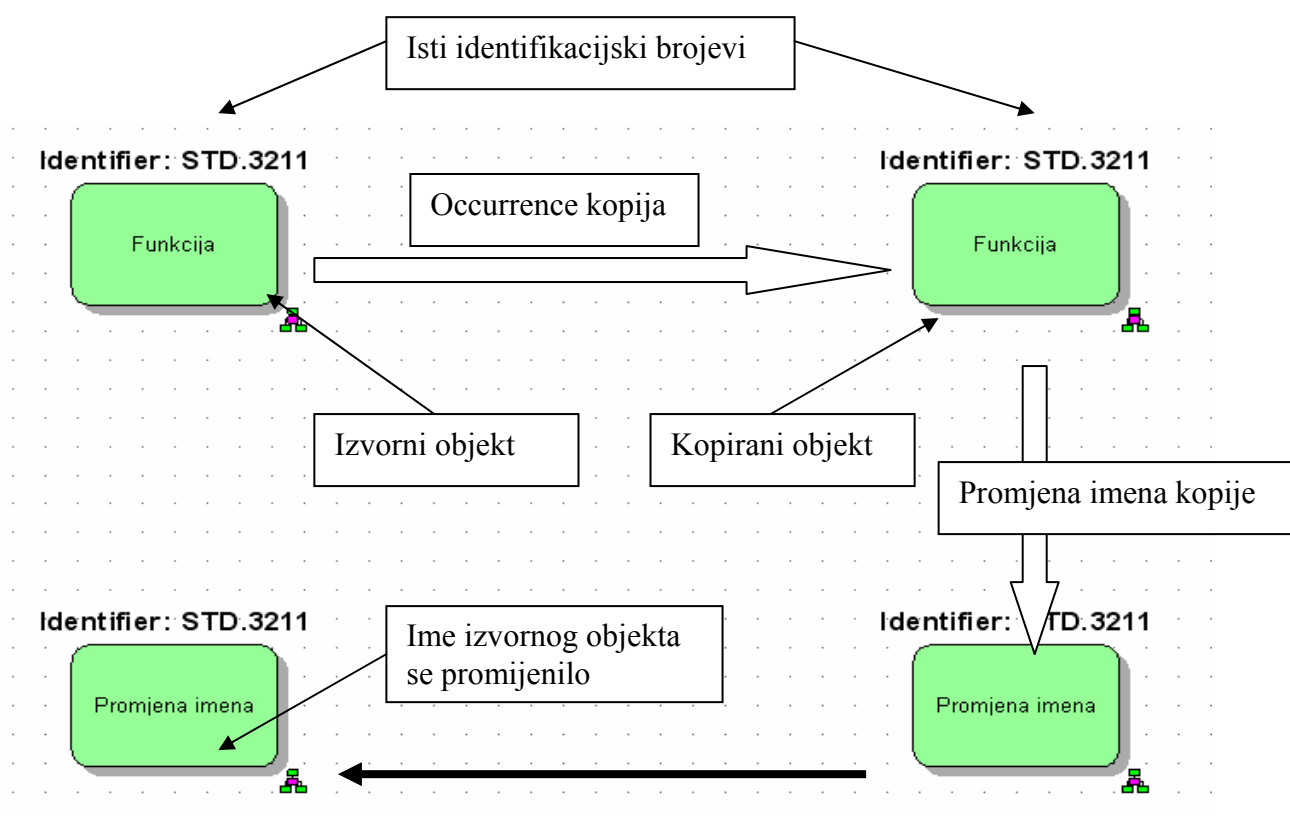 Isti identifikacijski brojevi
Identifier: STD.3211
Identifier: STD.3211
Occurrence kopija
Funkcija
Funkcija
Izvorni objekt
Kopirani objekt
Promjena imena kopije
Identifier: STD.3211
Ime izvornog objekta
se promijenilo
Identifier: TD.3211
Promjena imena
Promjena imena